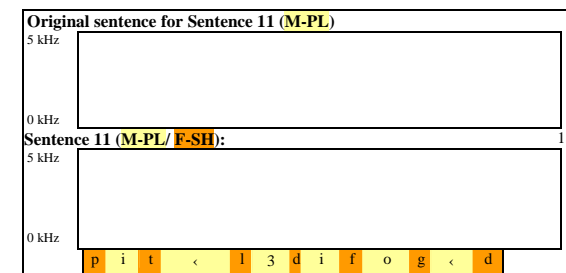 Original sentence for Sentence 11 (M-PL)
5 kHz
0 kHz
Sentence 11 (M-PL/ F-SH): 1
5 kHz
0 kHz
p i t ‹ l 3 d i f o g ‹ d